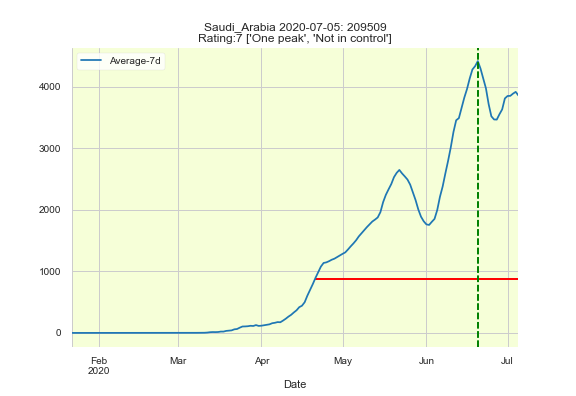 Saudi_Arabia 2020-07-05: 209509
Rating:7 ['One peak', 'Not in control']
Average-7d
4000
3000
2000
1000
0
Feb Mar Apr May Jun Jul
2020
Date